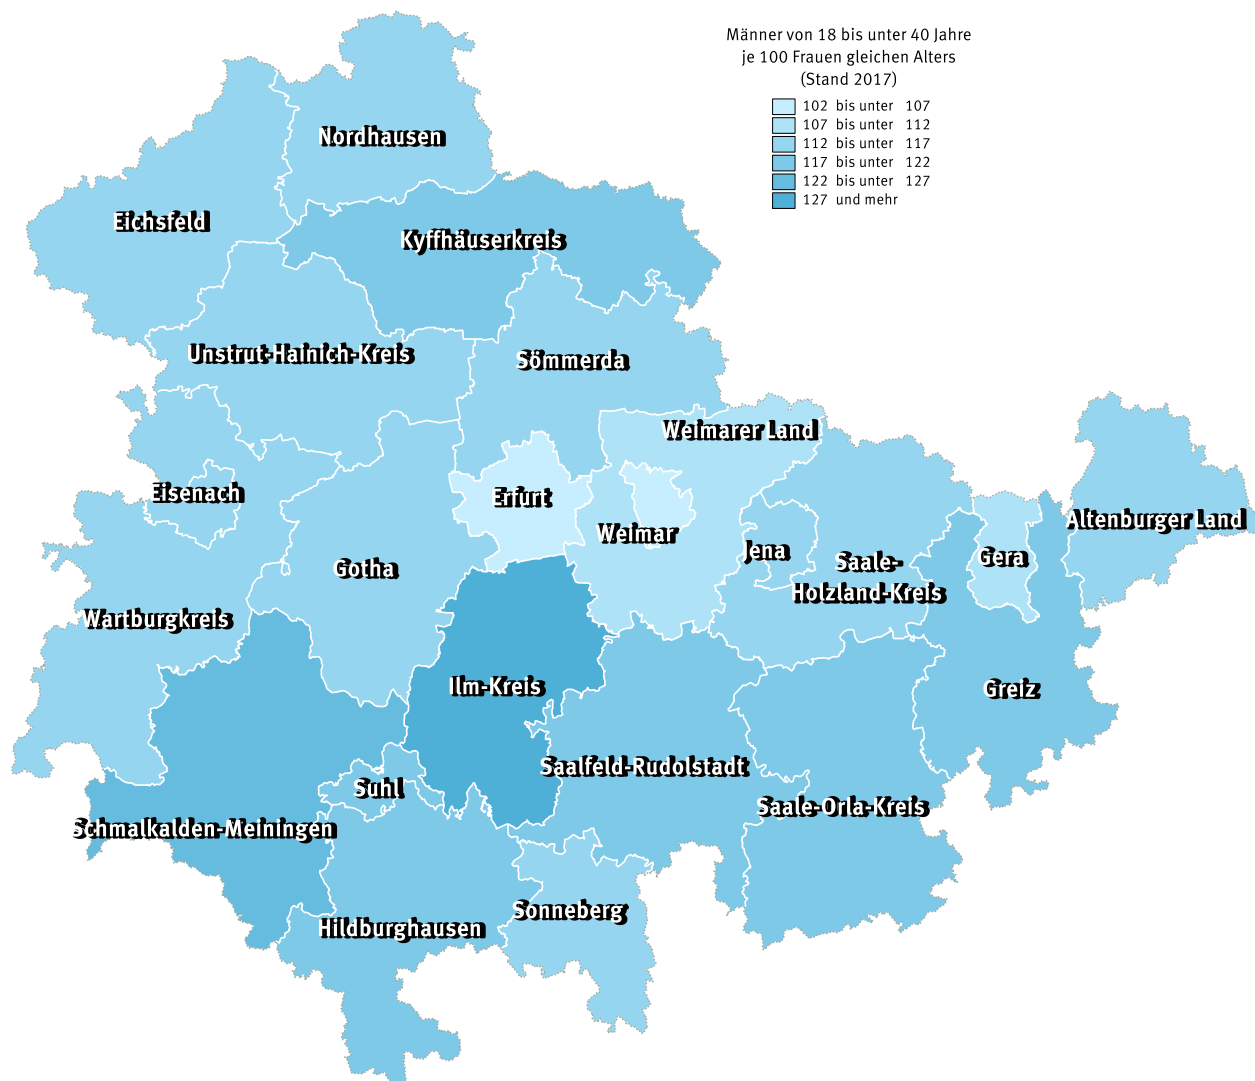 Männer von 18 bis unter 40 Jahre
je 100 Frauen gleichen Alters
(Stand 2017)
102 bis unter 107
107 bis unter 112
112 bis unter 117
117 bis unter 122
122 bis unter 127
127 und mehr
Nordhausen
Eichsfeld
Kyffhäuserkreis
Unstrut-Hainich-Kreis
Sömmerda
Weimarer Land
Eisenach
Erfurt
Altenburger Land
Weimar
Jena
Gera
Gotha
Saale-
Holzland-Kreis
Wartburgkreis
Ilm-Kreis
Greiz
Saalfeld-Rudolstadt
Suhl
Saale-Orla-Kreis
Schmalkalden-Meiningen
Sonneberg
Hildburghausen